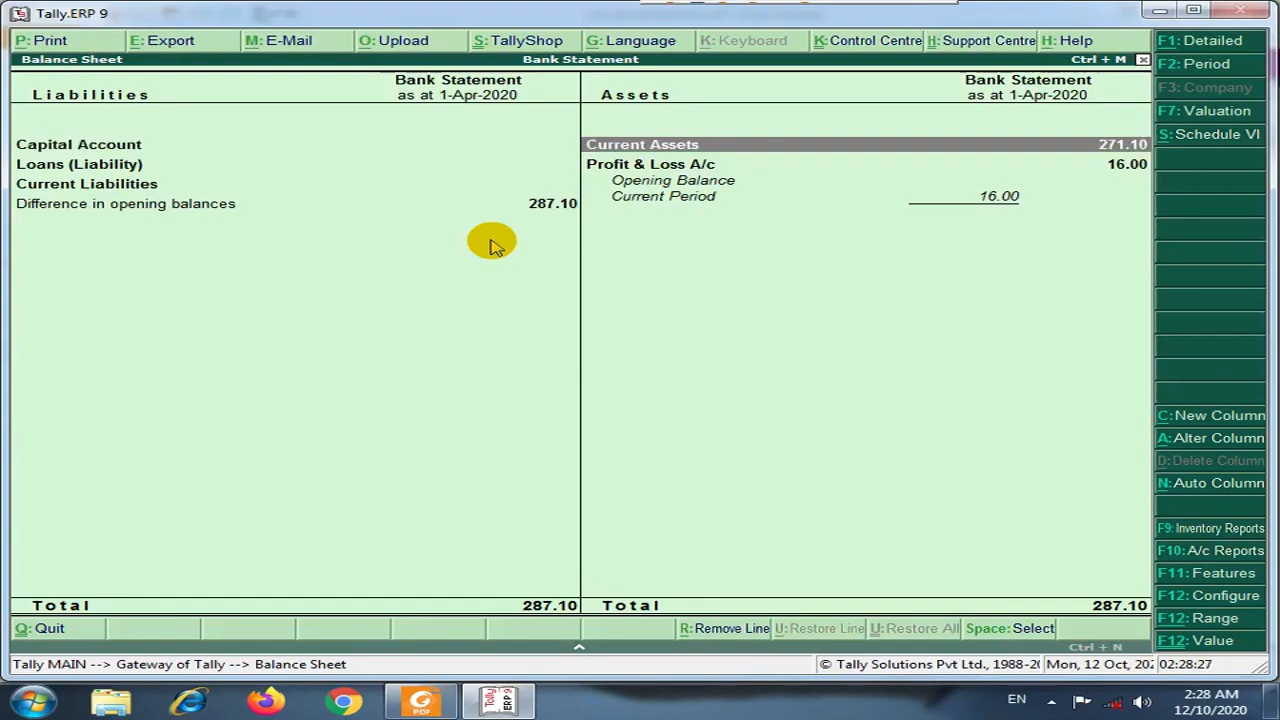 Tally.ERP 9
P: Print E: Export M: E-Mail O: Upload S: TallyShop G: Language K: Keyboard K: Control Centre H: Support Centre H: Help
Balance Sheet Bank Statement Ctrl + M
Liabilities Bank Statement as at 1-Apr-2020
Assets Bank Statement as at 1-Apr-2020
Capital Account
Loans (Liability)
Current Liabilities
Difference in opening balances 287.10
Current Assets 271.10
Profit & Loss A/c 16.00
Opening Balance
Current Period 16.00
Total 287.10
Total 287.10
F1: Detailed
F2: Period
F3: Company
F7: Valuation
S: Schedule VI
C: New Column
A: Alter Column
D: Delete Column
N: Auto Column
F9: Inventory Reports
F10: A/c Reports
F11: Features
F12: Configure
F12: Range
F12: Value
Q: Quit R: Remove Line U: Restore Line U: Restore All Space: Select
Ctrl + N
Tally MAIN --> Gateway of Tally --> Balance Sheet © Tally Solutions Pvt Ltd., 1988-20 Mon, 12 Oct, 202 02:28:27
PDF Tally ERP 9 EN 2:28 AM
12/10/2020